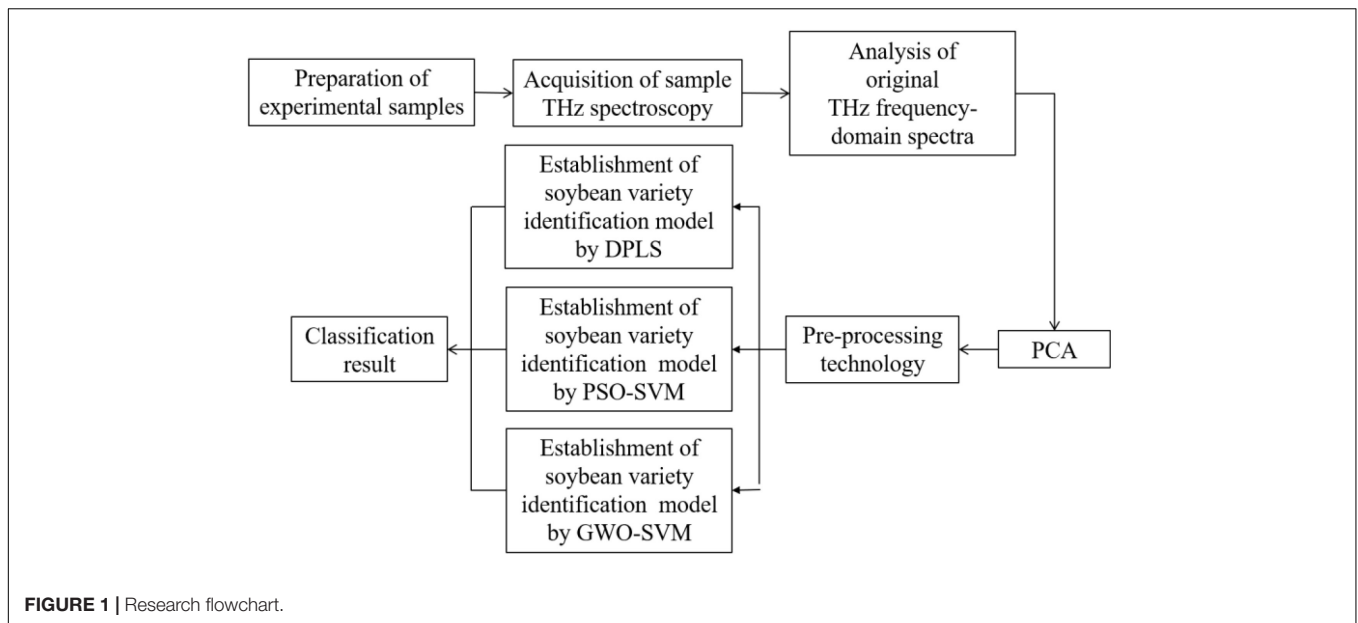 Preparation of
experimental samples
Acquisition of sample
THz spectroscopy
Analysis of
original
THz frequency-
domain spectra
Establishment of
soybean variety
identification model
by DPLS
Classification
result
Establishment of
soybean variety
identification model
by PSO-SVM
Pre-processing
technology
PCA
Establishment of
soybean variety
identification model
by GWO-SVM
FIGURE 1 | Research flowchart.